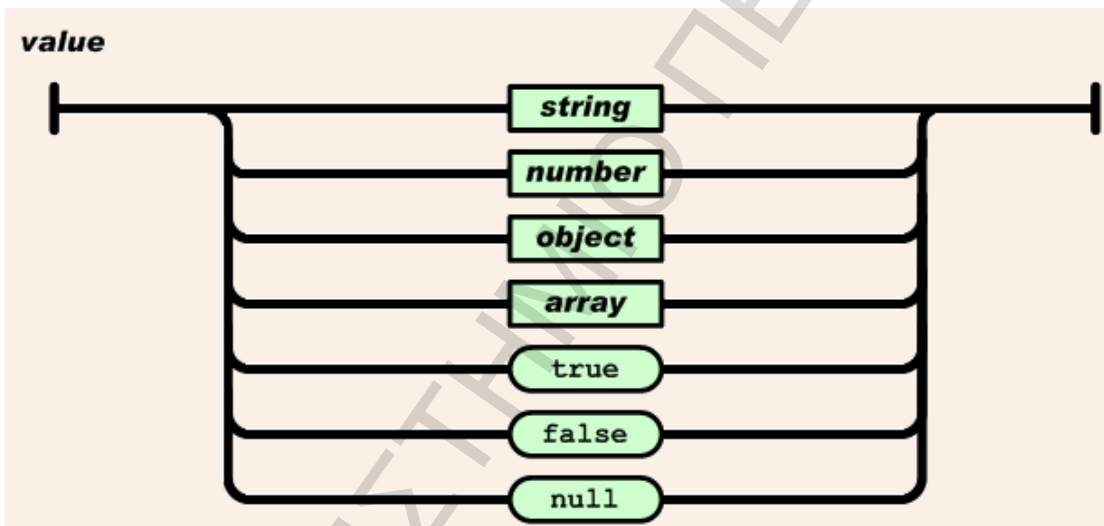 value
string
number
object
array
true
false
null